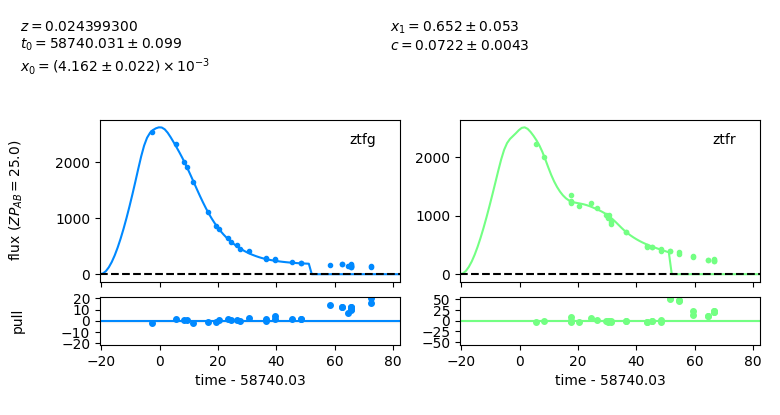 z = 0.024399300
t₀ = 58740.031 ± 0.099
x₀ = (4.162 ± 0.022) × 10⁻³
x₁ = 0.652 ± 0.053
c = 0.0722 ± 0.0043
flux (ZP_AB = 25.0)
ztfg
2000
1000
0
ztfr
2000
1000
0
pull
20
10
0
−10
−20
−20 0 20 40 60 80
time - 58740.03
50
25
0
−25
−50
−20 0 20 40 60 80
time - 58740.03